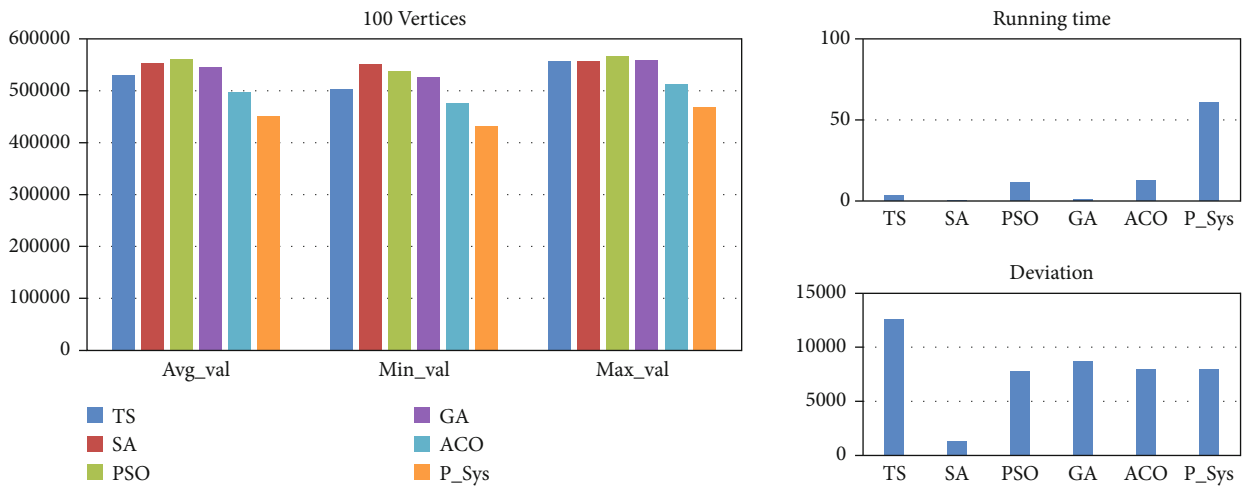 100 Vertices
600000
500000
400000
300000
200000
100000
0
Avg_val Min_val Max_val
TS
SA
PSO
GA
ACO
P_Sys
Running time
100
50
0
TS SA PSO GA ACO P_Sys
Deviation
15000
10000
5000
0
TS SA PSO GA ACO P_Sys